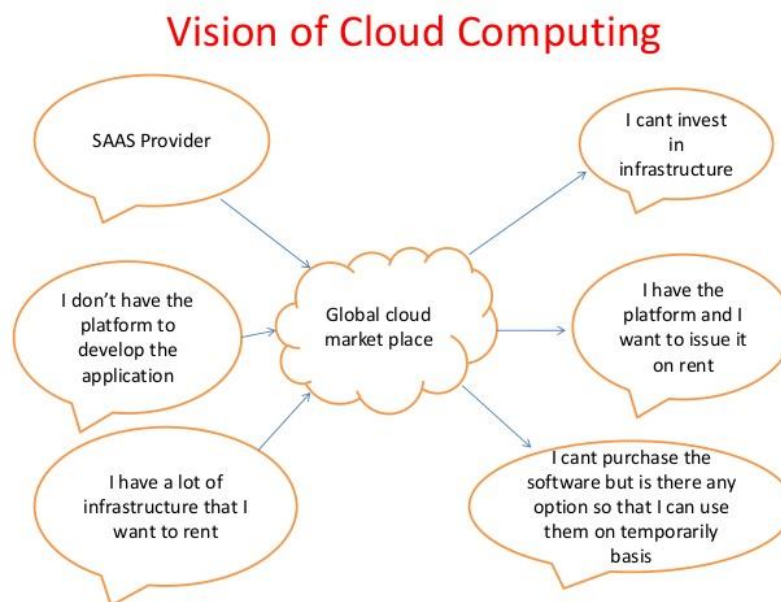 Vision of Cloud Computing
SAAS Provider
I cant invest
in
infrastructure
I don’t have the
platform to
develop the
application
Global cloud
market place
I have the
platform and I
want to issue it
on rent
I have a lot of
infrastructure that I
want to rent
I cant purchase the
software but is there any
option so that I can use
them on temporarily
basis